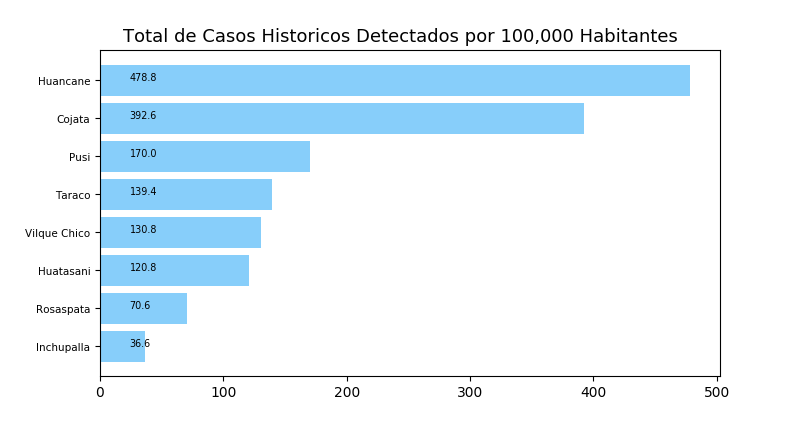 Total de Casos Historicos Detectados por 100,000 Habitantes
Huancane 478.8
Cojata 392.6
Pusi 170.0
Taraco 139.4
Vilque Chico 130.8
Huatasani 120.8
Rosaspata 70.6
Inchupalla 36.6
0 100 200 300 400 500